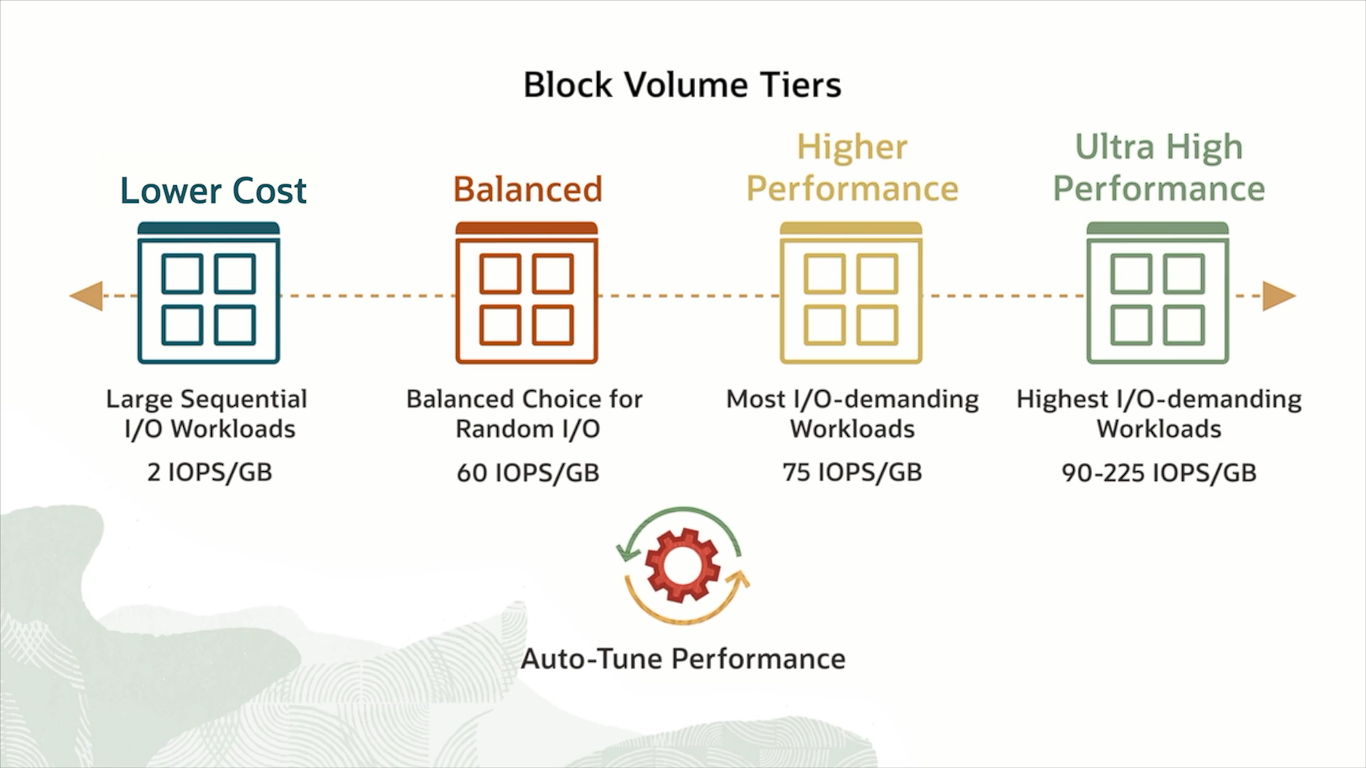 Block Volume Tiers
Lower Cost
Large Sequential
I/O Workloads
2 IOPS/GB
Balanced
Balanced Choice for
Random I/O
60 IOPS/GB
Higher
Performance
Most I/O-demanding
Workloads
75 IOPS/GB
Ultra High
Performance
Highest I/O-demanding
Workloads
90-225 IOPS/GB
Auto-Tune Performance